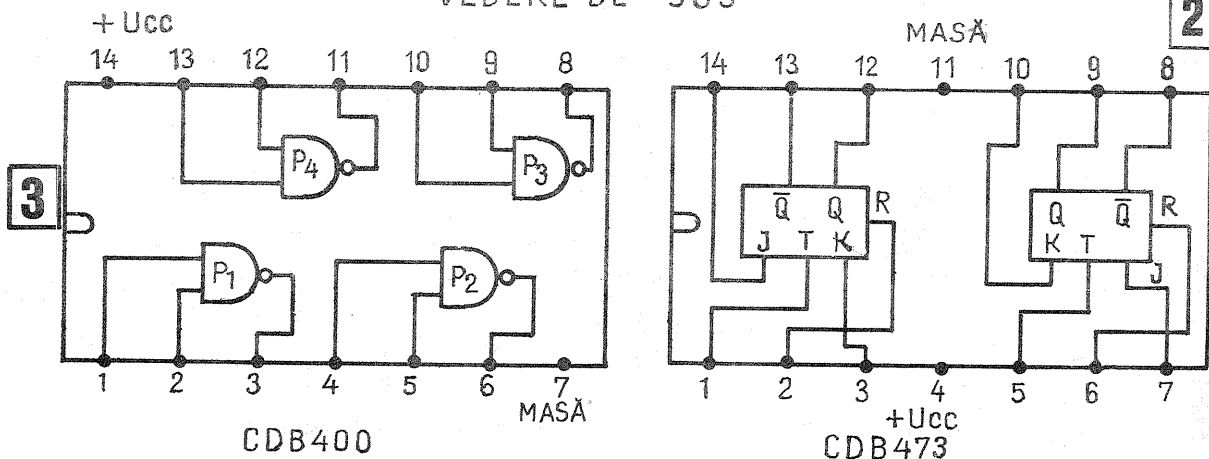 VEDERE DE SUS
2
+Ucc
14 13 12 11 10 9 8
P4
P3
3
P1
P2
1 2 3 4 5 6 7
MASĂ
CDB400
MASĂ
14 13 12 11 10 9 8
Q̅ Q R
J T K
Q Q̅ R
K T J
1 2 3 4 5 6 7
+Ucc
CDB473